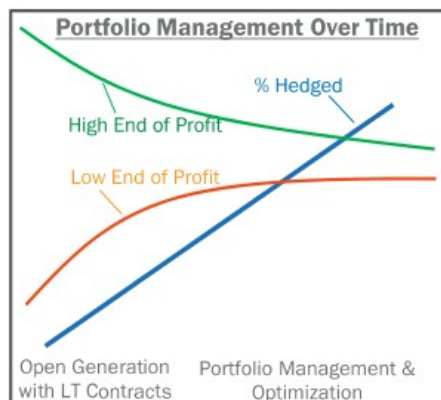 Portfolio Management Over Time
% Hedged
High End of Profit
Low End of Profit
Open Generation
with LT Contracts
Portfolio Management &
Optimization